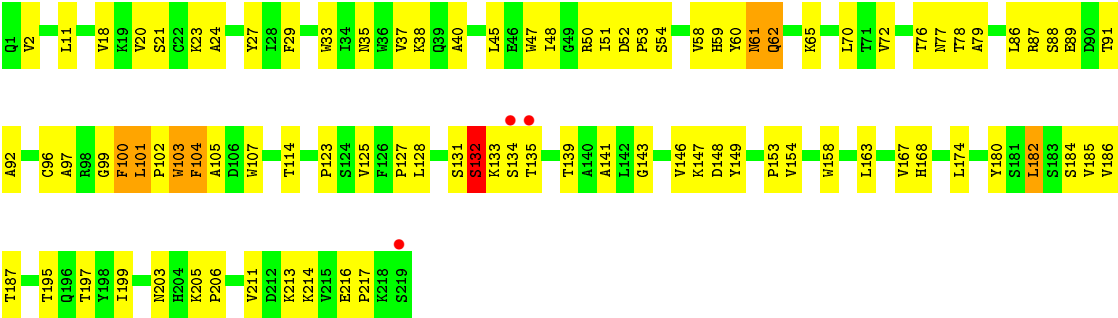 Q1 V2 L11 V18 K19 V20 S21 C22 K23 A24 Y27 I28 F29 W33 I34 N35 W36 V37 K38 Q39 A40 L45 E46 W47 I48 G49 R50 I51 D52 P53 S54 V58 H59 Y60 N61 Q62 K65 L70 T71 V72 T76 N77 T78 A79 L86 R87 S88 E89 D90 T91
A92 C96 A97 R98 G99 F100 L101 P102 W103 F104 A105 D106 W107 T114 P123 S124 V125 F126 P127 L128 S131 S132 K133 S134 T135 T139 A140 A141 L142 G143 V146 K147 D148 Y149 P153 V154 W158 L163 V167 H168 L174 Y180 S181 L182 S183 S184 V185 V186
T187 T195 Q196 T197 Y198 I199 N203 H204 K205 P206 V211 D212 K213 K214 V215 E216 P217 K218 S219